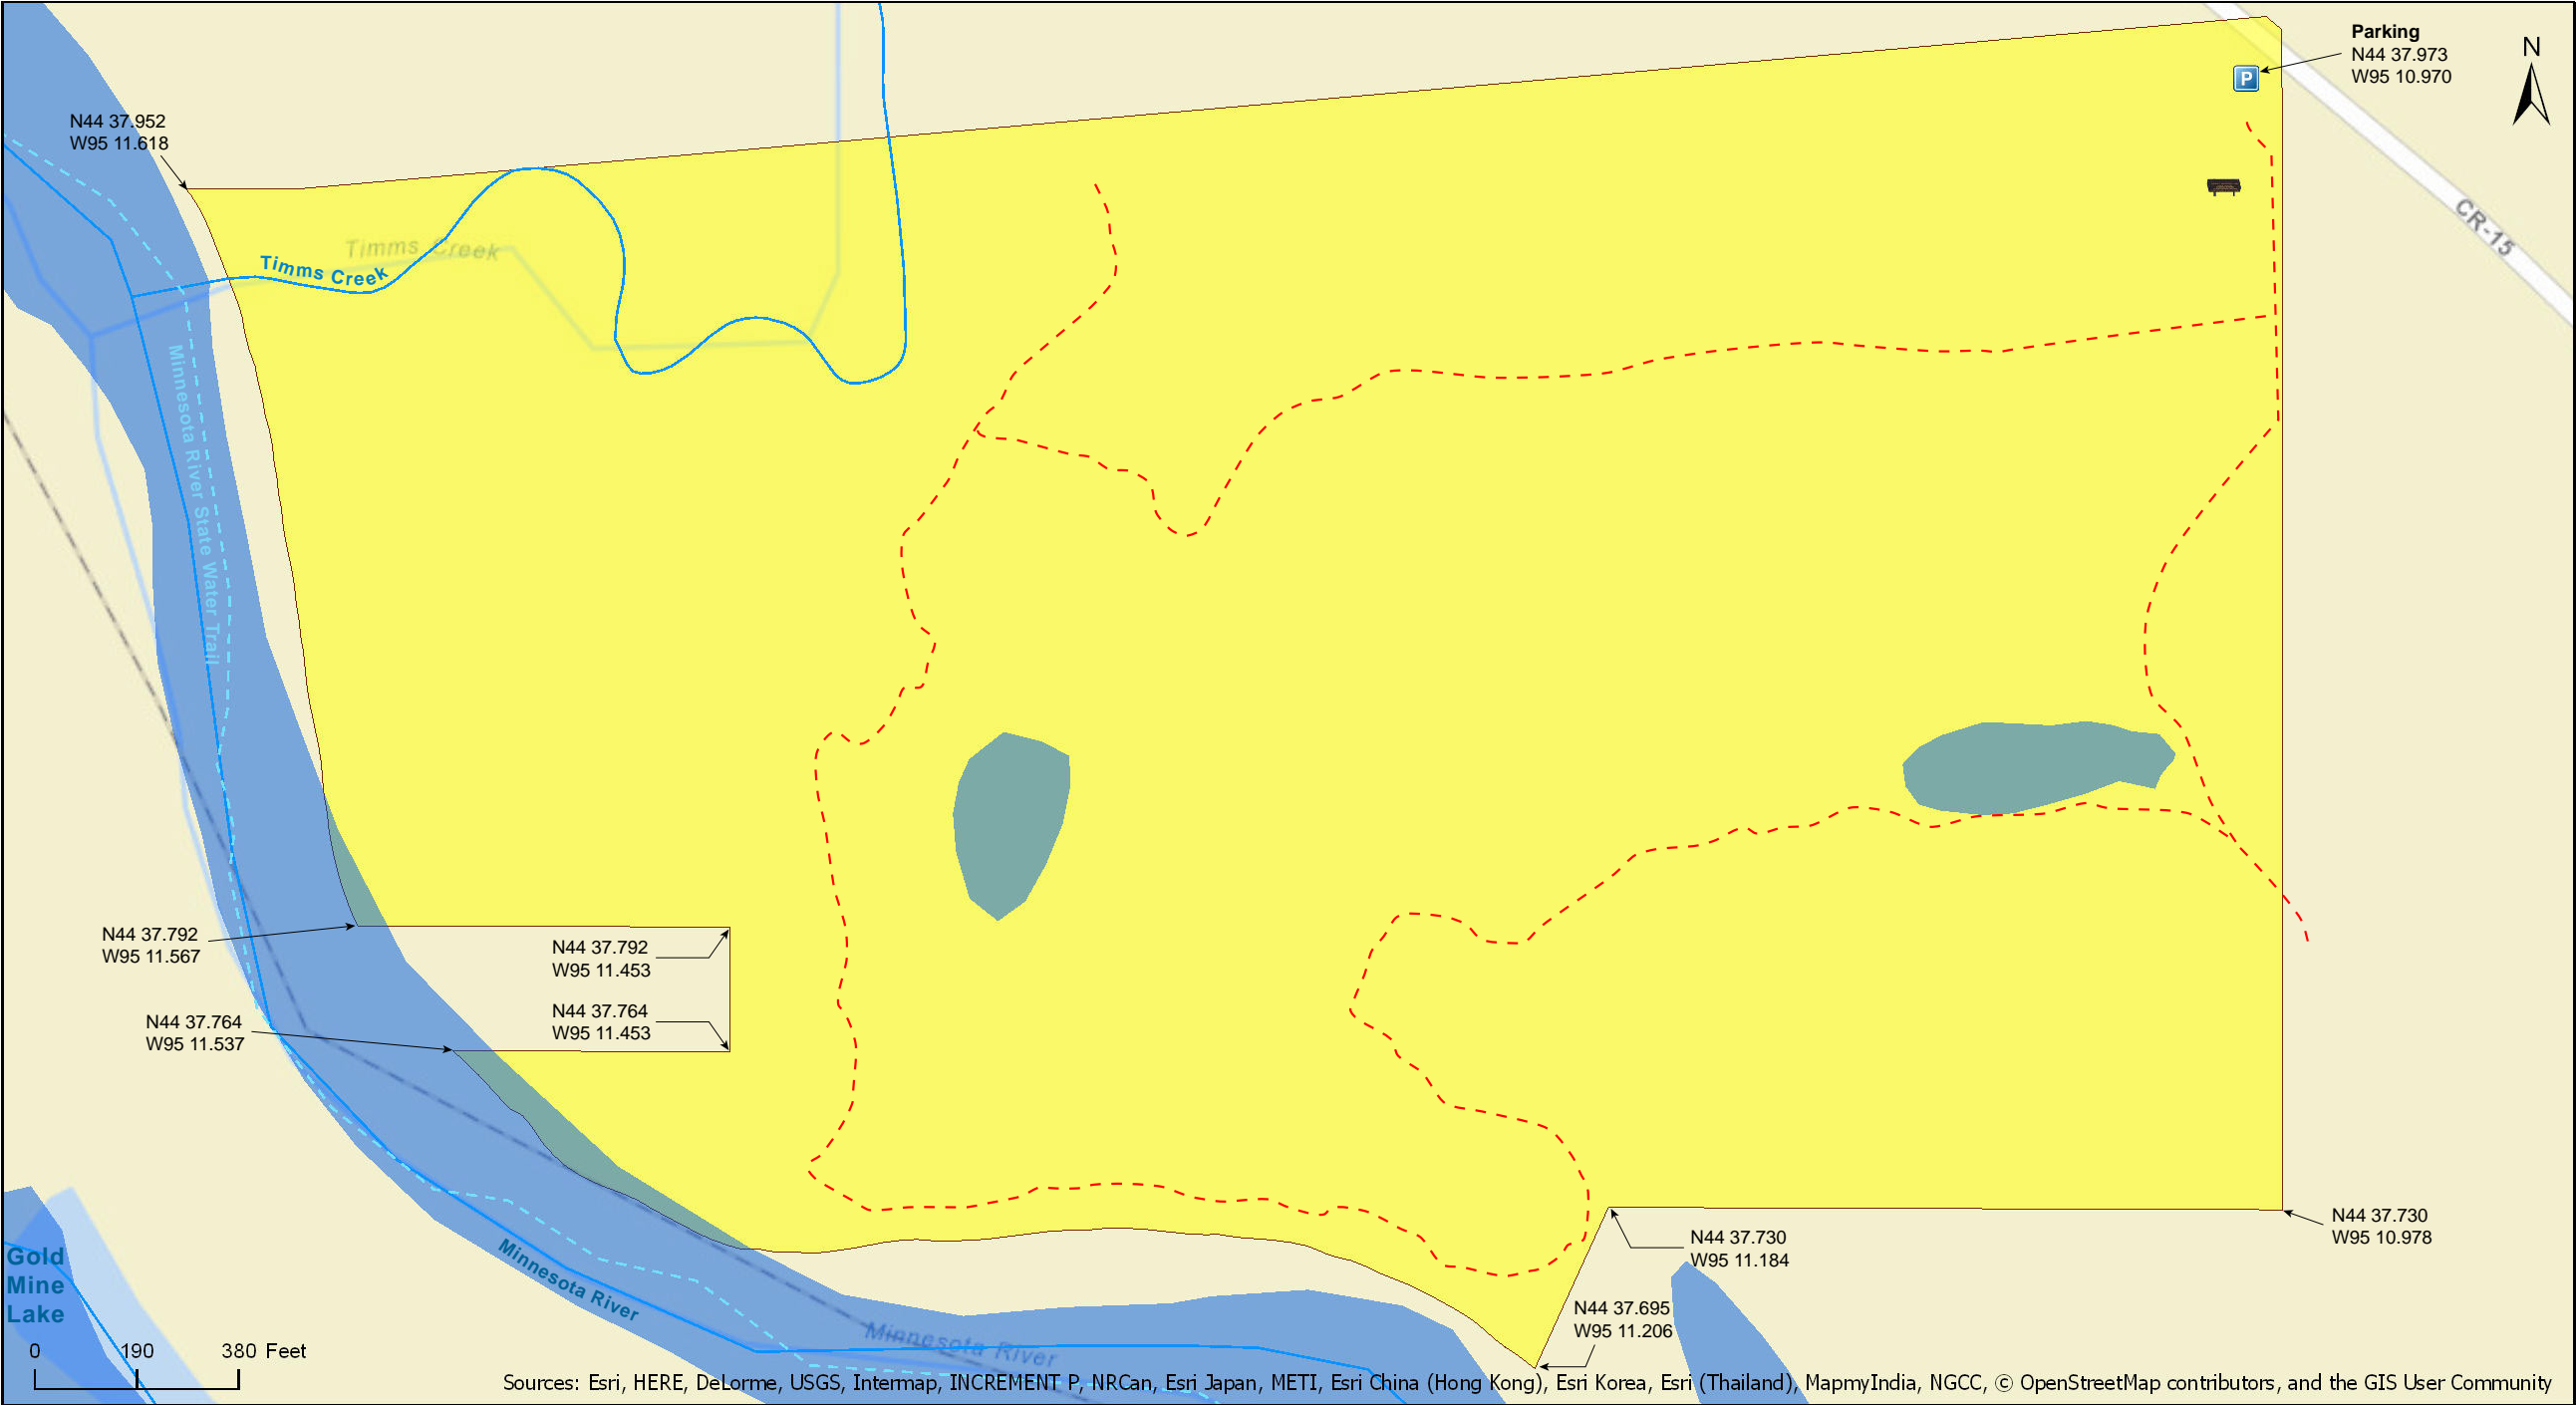 Parking
N44 37.973
W95 10.970
N
P
N44 37.952
W95 11.618
CR-15
Timms Creek
Timms Creek
Minnesota River State Water Trail
N44 37.792
W95 11.567
N44 37.792
W95 11.453
N44 37.764
W95 11.453
N44 37.764
W95 11.537
N44 37.730
W95 10.978
N44 37.730
W95 11.184
N44 37.695
W95 11.206
Minnesota River
Minnesota River
Gold
Mine
Lake
0 190 380 Feet
Sources: Esri, HERE, DeLorme, USGS, Intermap, INCREMENT P, NRCan, Esri Japan, METI, Esri China (Hong Kong), Esri Korea, Esri (Thailand), MapmyIndia, NGCC, © OpenStreetMap contributors, and the GIS User Community